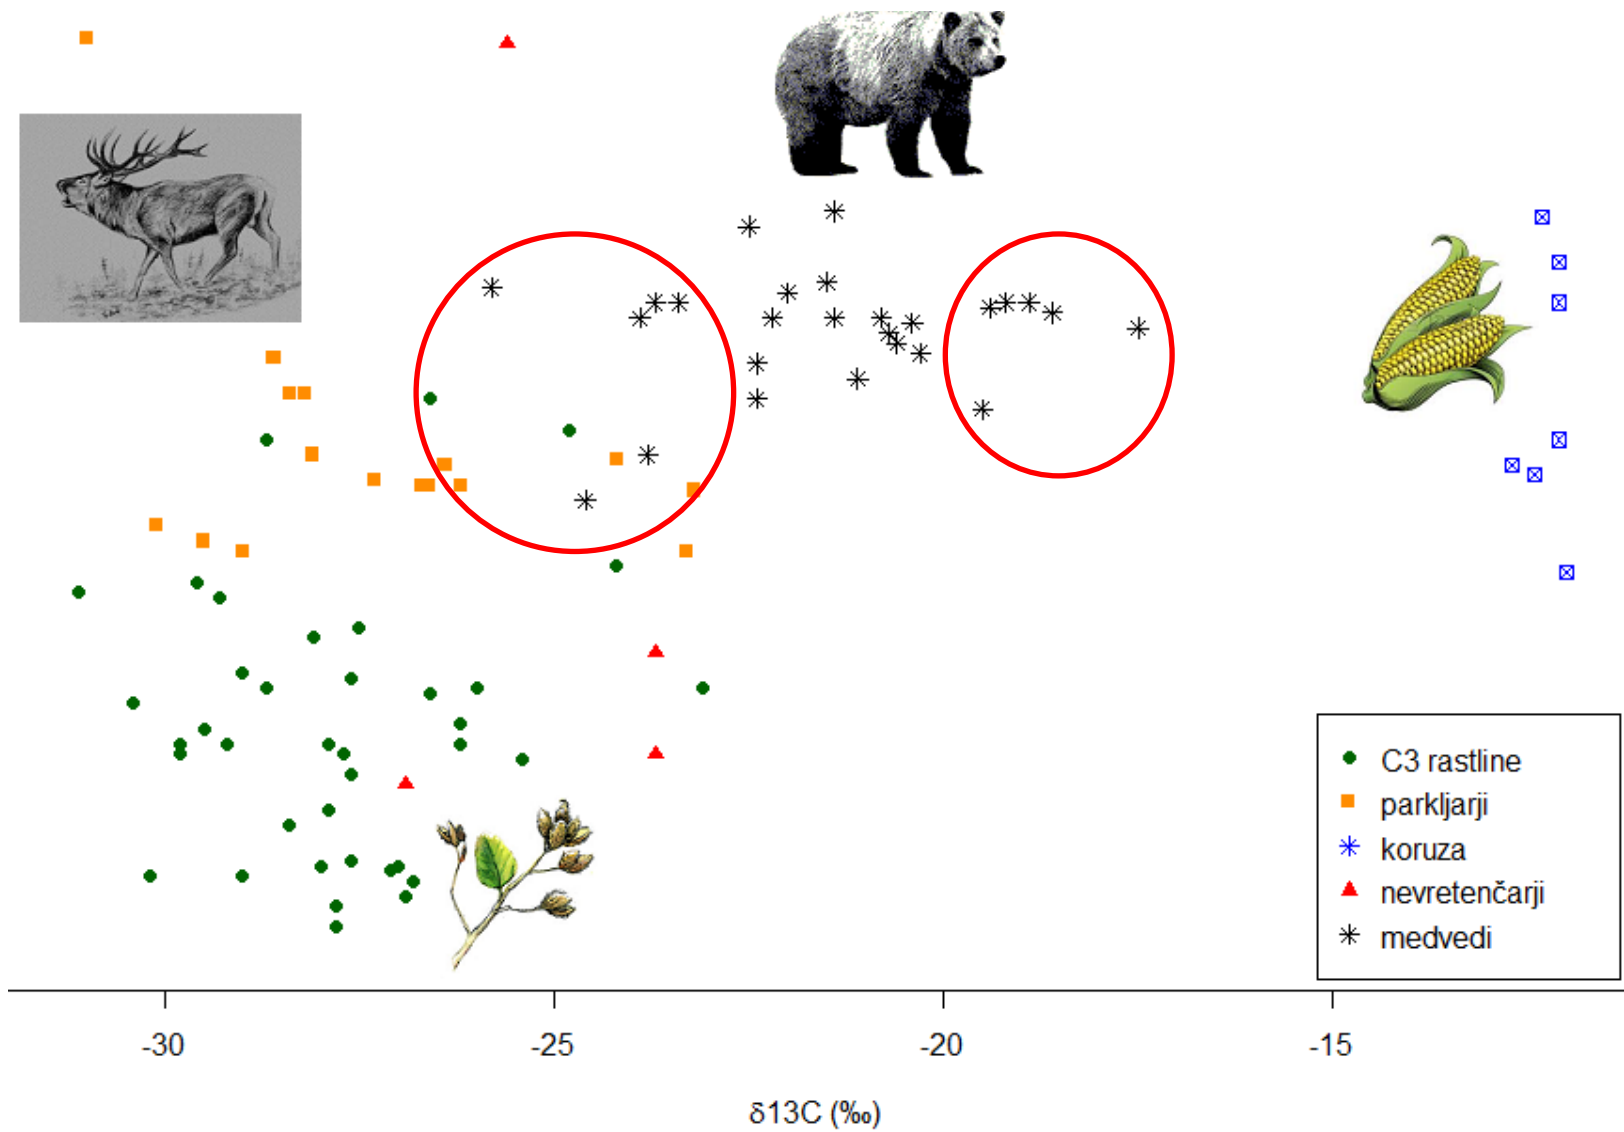 C3 rastline
parkljarji
koruza
nevretenčarji
medvedi
-30 -25 -20 -15
δ13C (‰)